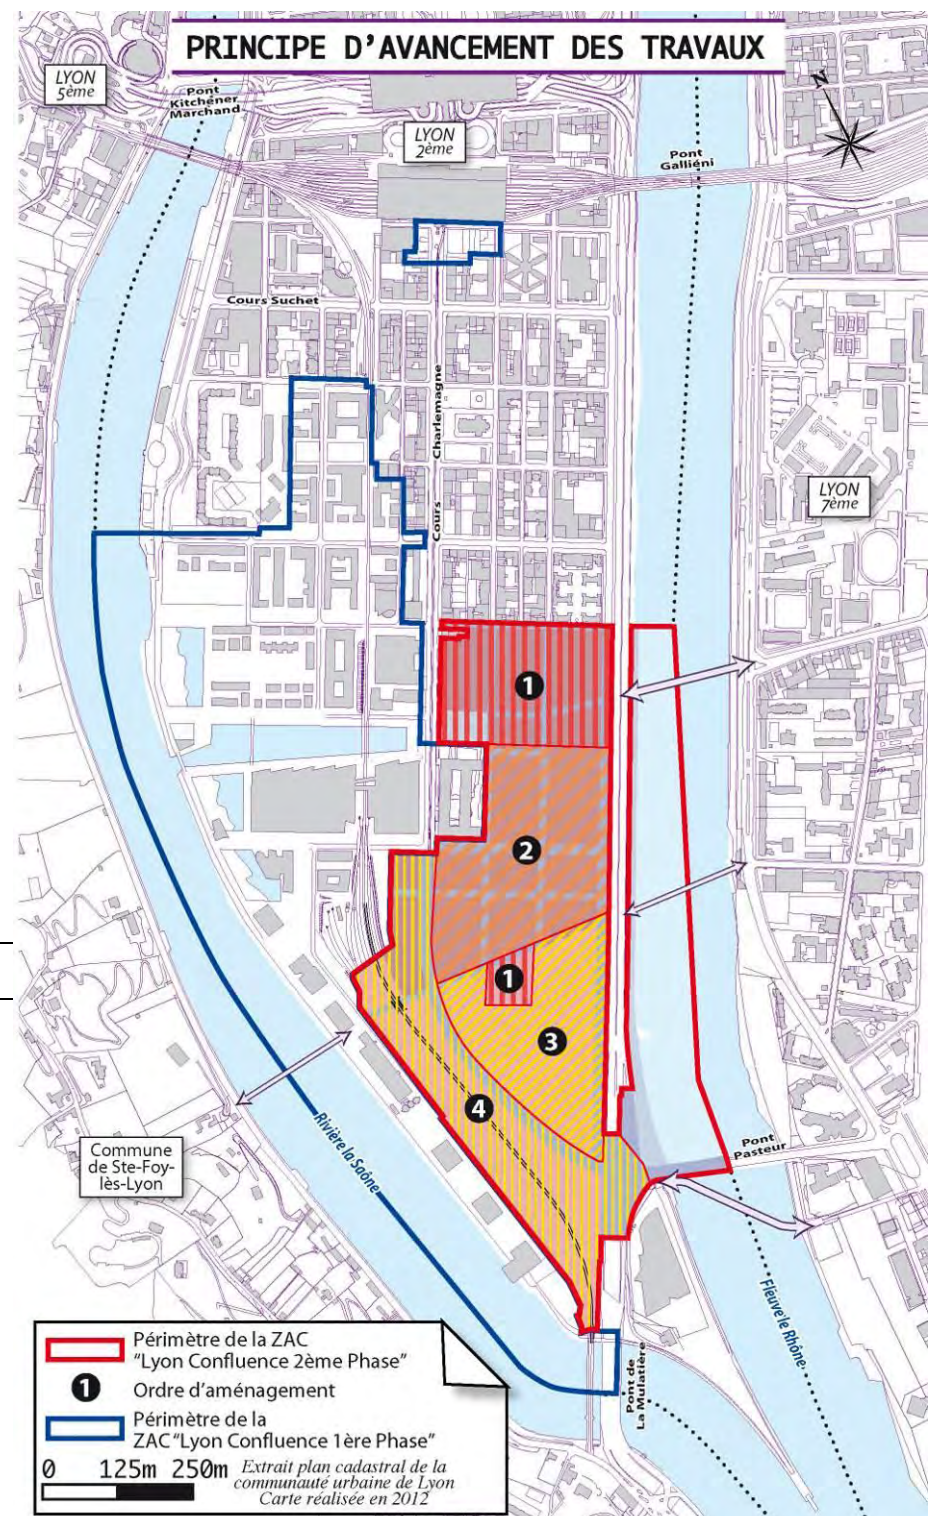 PRINCIPE D'AVANCEMENT DES TRAVAUX
LYON
5ème
Pont
Kitchener
Marchand
LYON
2ème
Pont
Galliéni
N
Cours Suchet
Cours Charlemagne
LYON
7ème
1
2
1
3
4
Commune
de Ste-Foy-
lès-Lyon
Rivière la Saône
Pont
Pasteur
Fleuve le Rhône
Pont de
La Mulatière
Périmètre de la ZAC
"Lyon Confluence 2ème Phase"
1 Ordre d'aménagement
Périmètre de la
ZAC "Lyon Confluence 1ère Phase"
0 125m 250m
Extrait plan cadastral de la
communauté urbaine de Lyon
Carte réalisée en 2012